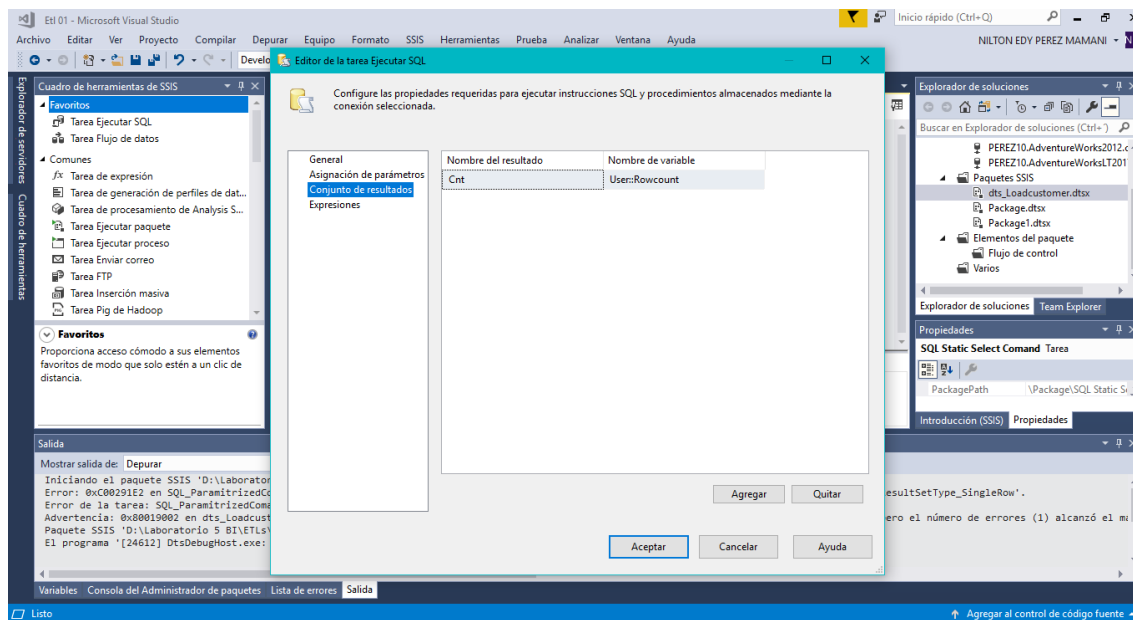 Etl 01 - Microsoft Visual Studio
Inicio rápido (Ctrl+Q)
Archivo Editar Ver Proyecto Compilar Depurar Equipo Formato SSIS Herramientas Prueba Analizar Ventana Ayuda
NILTON EDY PEREZ MAMANI
Develo
Explorador de servidores
Cuadro de herramientas
Cuadro de herramientas de SSIS
Favoritos
Tarea Ejecutar SQL
Tarea Flujo de datos
Comunes
Tarea de expresión
Tarea de generación de perfiles de dat...
Tarea de procesamiento de Analysis S...
Tarea Ejecutar paquete
Tarea Ejecutar proceso
Tarea Enviar correo
Tarea FTP
Tarea Inserción masiva
Tarea Pig de Hadoop
Favoritos
Proporciona acceso cómodo a sus elementos
favoritos de modo que solo estén a un clic de
distancia.
Editor de la tarea Ejecutar SQL
Configure las propiedades requeridas para ejecutar instrucciones SQL y procedimientos almacenados mediante la
conexión seleccionada.
General
Asignación de parámetros
Conjunto de resultados
Expresiones
Nombre del resultado Nombre de variable
Cnt User::Rowcount
Agregar Quitar
Aceptar Cancelar Ayuda
Explorador de soluciones
Buscar en Explorador de soluciones (Ctrl+´)
PEREZ10.AdventureWorks2012.c
PEREZ10.AdventureWorksLT201
Paquetes SSIS
dts_Loadcustomer.dtsx
Package.dtsx
Package1.dtsx
Elementos del paquete
Flujo de control
Varios
Explorador de soluciones Team Explorer
Propiedades
SQL Static Select Comand Tarea
PackagePath \Package\SQL Static Se
Introducción (SSIS) Propiedades
Salida
Mostrar salida de: Depurar
Iniciando el paquete SSIS 'D:\Laborator
Error: 0xC00291E2 en SQL_ParamitrizedCo esultSetType_SingleRow'.
Error de la tarea: SQL_ParamitrizedComa
Advertencia: 0x80019002 en dts_Loadcust ero el número de errores (1) alcanzó el má
Paquete SSIS 'D:\Laboratorio 5 BI\ETLs\
El programa '[24612] DtsDebugHost.exe:
Variables Consola del Administrador de paquetes Lista de errores Salida
Listo
Agregar al control de código fuente